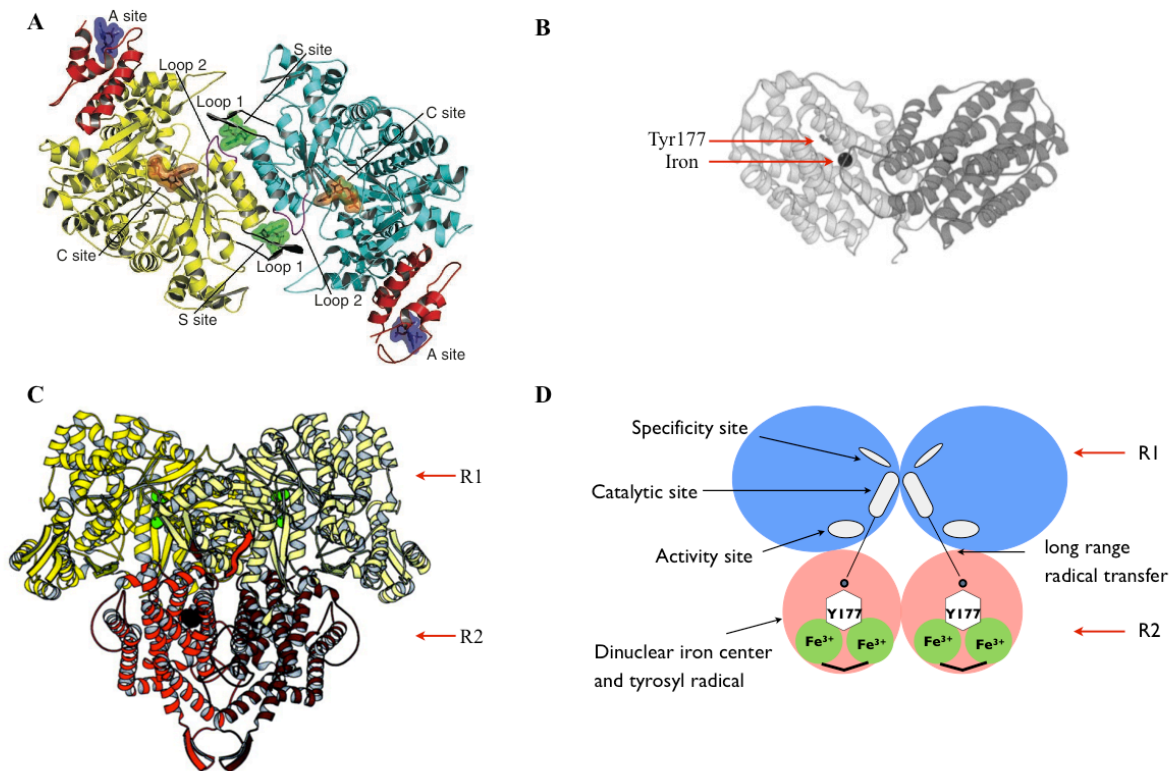 A
A site
Loop 2
S site
Loop 1
C site
C site
Loop 1
Loop 2
S site
A site
B
Tyr177
Iron
C
R1
R2
D
Specificity site
R1
Catalytic site
Activity site
long range
radical transfer
Y177
Y177
R2
Fe³⁺
Fe³⁺
Fe³⁺
Fe³⁺
Dinuclear iron center
and tyrosyl radical